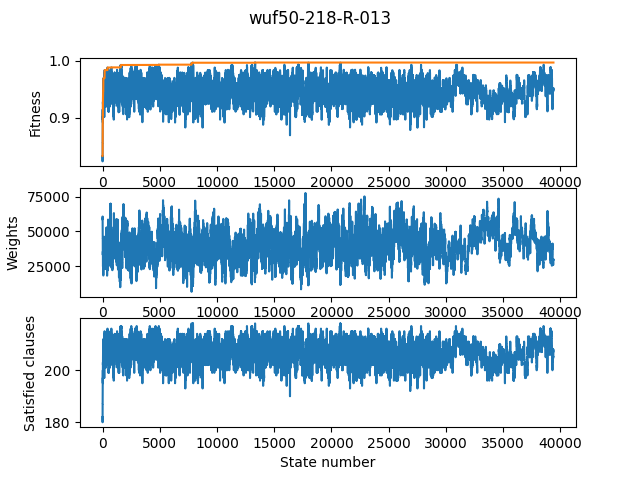 wuf50-218-R-013
1.0
0.9
Fitness
0 5000 10000 15000 20000 25000 30000 35000 40000
75000
50000
25000
Weights
0 5000 10000 15000 20000 25000 30000 35000 40000
200
180
Satisfied clauses
0 5000 10000 15000 20000 25000 30000 35000 40000
State number